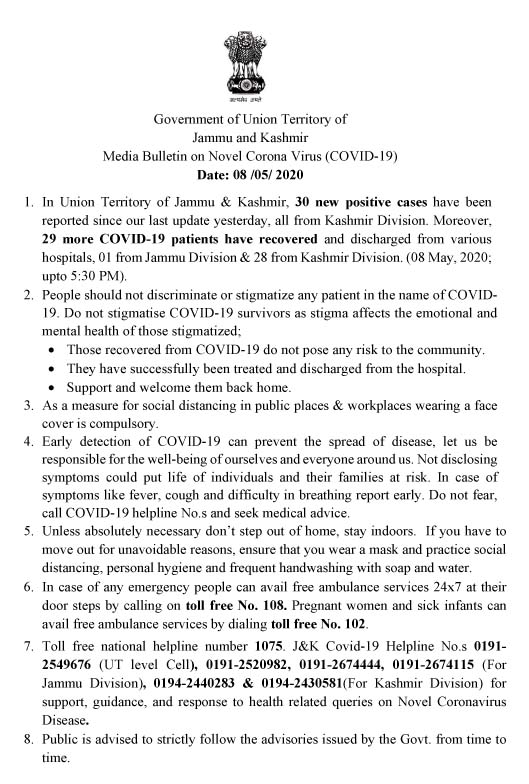 सत्यमेव जयते
Government of Union Territory of
Jammu and Kashmir
Media Bulletin on Novel Corona Virus (COVID-19)
Date: 08 /05/ 2020
1. In Union Territory of Jammu & Kashmir, 30 new positive cases have been
reported since our last update yesterday, all from Kashmir Division. Moreover,
29 more COVID-19 patients have recovered and discharged from various
hospitals, 01 from Jammu Division & 28 from Kashmir Division. (08 May, 2020;
upto 5:30 PM).
2. People should not discriminate or stigmatize any patient in the name of COVID-
19. Do not stigmatise COVID-19 survivors as stigma affects the emotional and
mental health of those stigmatized;
• Those recovered from COVID-19 do not pose any risk to the community.
• They have successfully been treated and discharged from the hospital.
• Support and welcome them back home.
3. As a measure for social distancing in public places & workplaces wearing a face
cover is compulsory.
4. Early detection of COVID-19 can prevent the spread of disease, let us be
responsible for the well-being of ourselves and everyone around us. Not disclosing
symptoms could put life of individuals and their families at risk. In case of
symptoms like fever, cough and difficulty in breathing report early. Do not fear,
call COVID-19 helpline No.s and seek medical advice.
5. Unless absolutely necessary don't step out of home, stay indoors. If you have to
move out for unavoidable reasons, ensure that you wear a mask and practice social
distancing, personal hygiene and frequent handwashing with soap and water.
6. In case of any emergency people can avail free ambulance services 24x7 at their
door steps by calling on toll free No. 108. Pregnant women and sick infants can
avail free ambulance services by dialing toll free No. 102.
7. Toll free national helpline number 1075. J&K Covid-19 Helpline No.s 0191-
2549676 (UT level Cell), 0191-2520982, 0191-2674444, 0191-2674115 (For
Jammu Division), 0194-2440283 & 0194-2430581(For Kashmir Division) for
support, guidance, and response to health related queries on Novel Coronavirus
Disease.
8. Public is advised to strictly follow the advisories issued by the Govt. from time to
time.